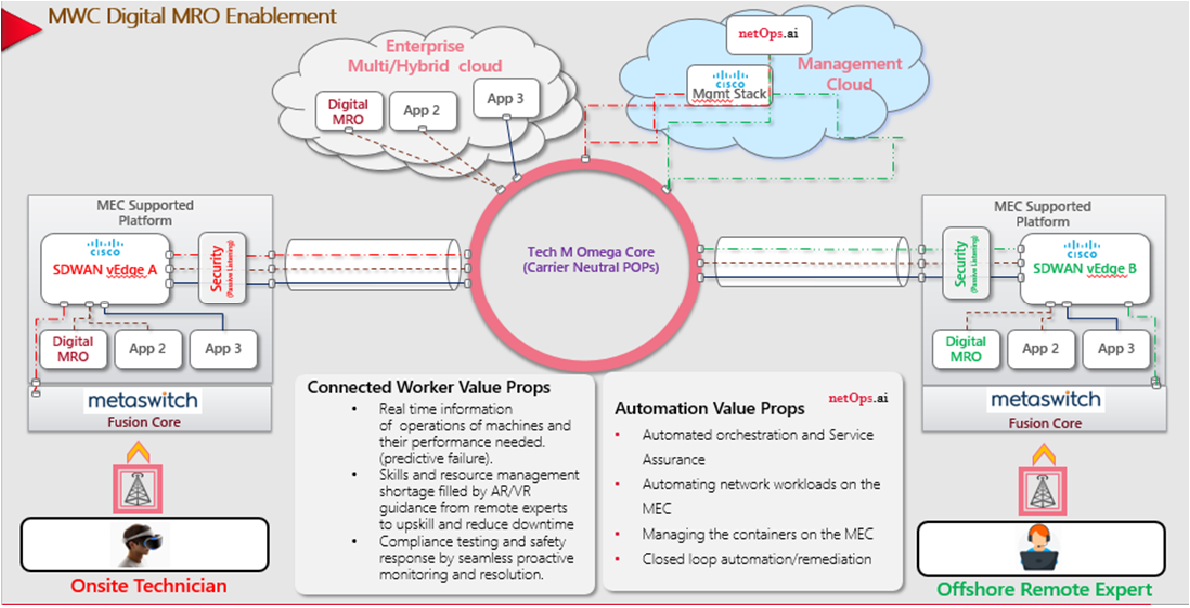 MWC Digital MRO Enablement
Enterprise
Multi/Hybrid cloud
Digital
MRO
App 2
App 3
netOps.ai
CISCO
Mgmt Stack
Management
Cloud
MEC Supported
Platform
CISCO
SDWAN vEdge A
Security
(Passive Listening)
Digital
MRO
App 2
App 3
metaswitch
Fusion Core
Onsite Technician
Tech M Omega Core
(Carrier Neutral POPs)
MEC Supported
Platform
Security
(Passive Listening)
CISCO
SDWAN vEdge B
Digital
MRO
App 2
App 3
metaswitch
Fusion Core
Offshore Remote Expert
Connected Worker Value Props
• Real time information
of operations of machines and
their performance needed.
(predictive failure).
• Skills and resource management
shortage filled by AR/VR
guidance from remote experts
to upskill and reduce downtime
• Compliance testing and safety
response by seamless proactive
monitoring and resolution.
netOps.ai
Automation Value Props
• Automated orchestration and Service
Assurance
• Automating network workloads on the
MEC
• Managing the containers on the MEC
• Closed loop automation/remediation